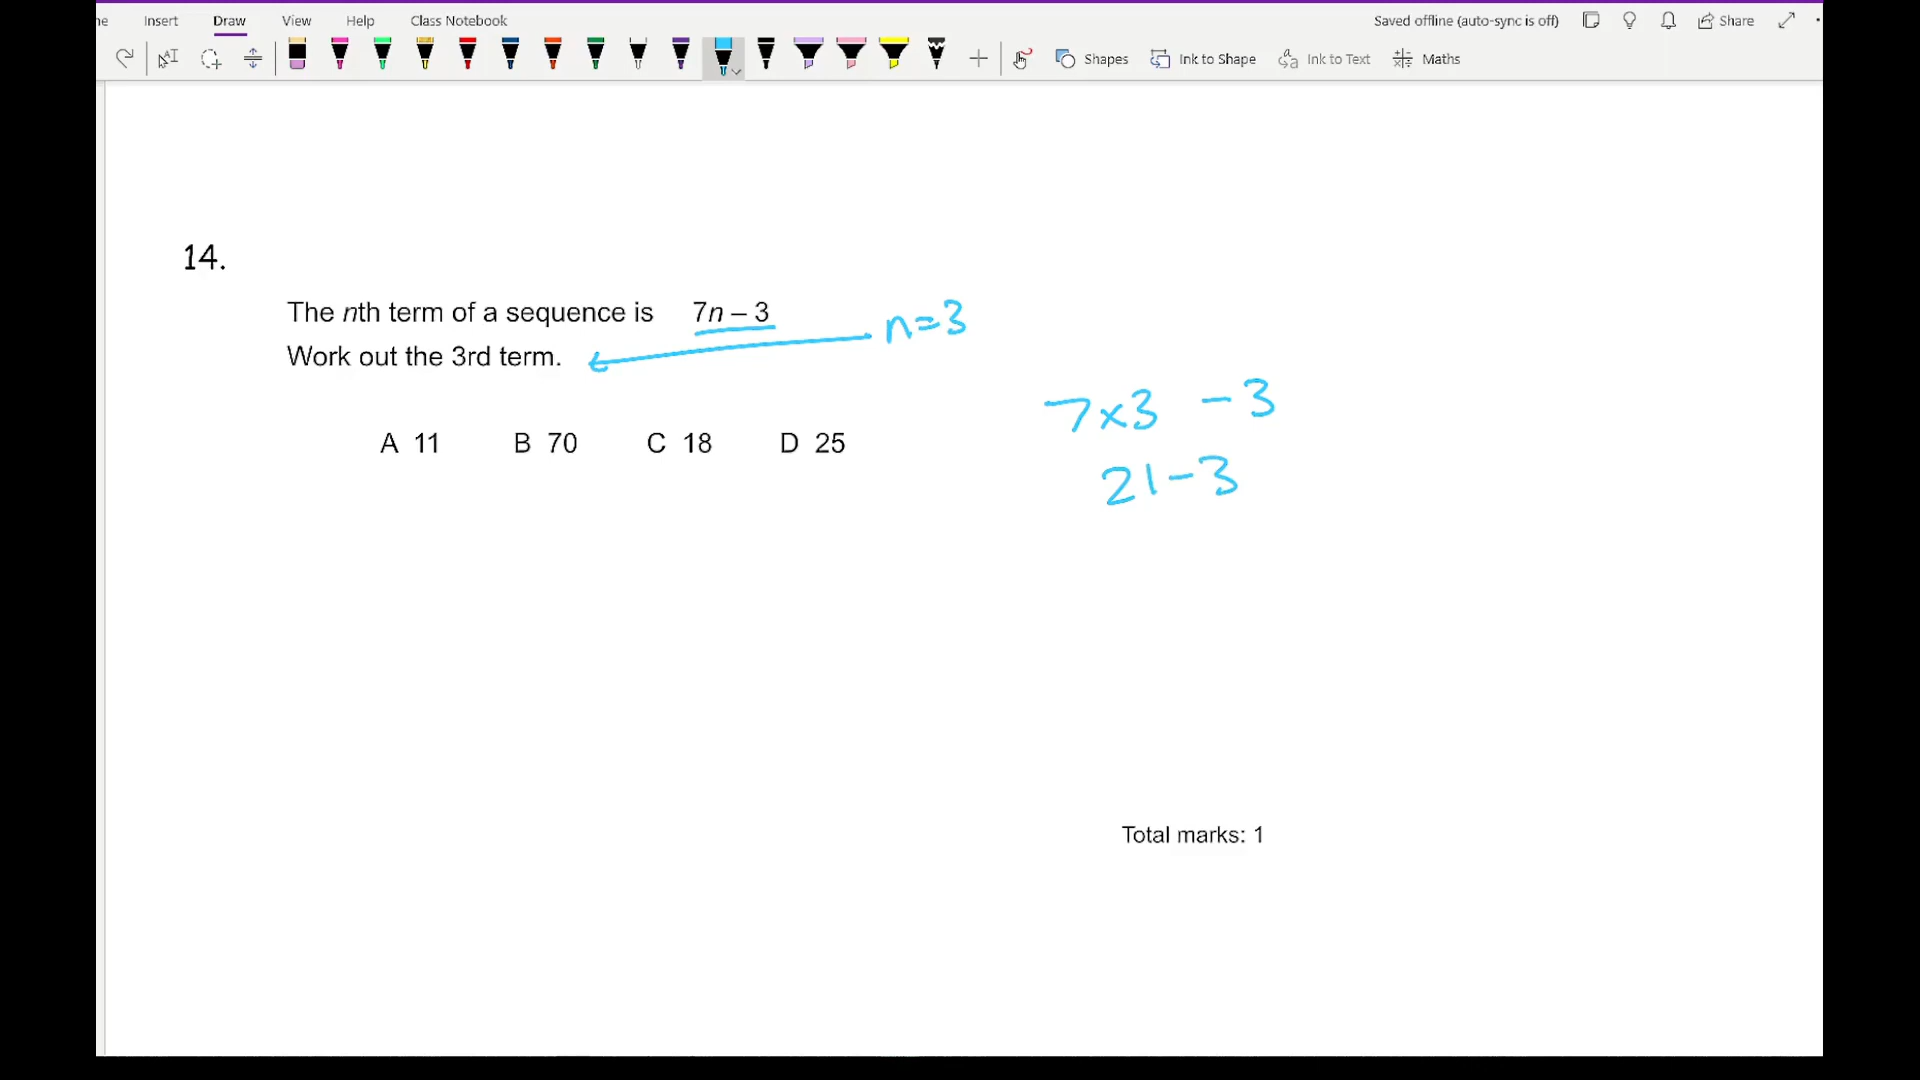 ne Insert Draw View Help Class Notebook Saved offline (auto-sync is off) Share
Shapes Ink to Shape Ink to Text Maths
14.
The nth term of a sequence is 7n – 3
n=3
Work out the 3rd term.
7×3 -3
A 11 B 70 C 18 D 25
21-3
Total marks: 1